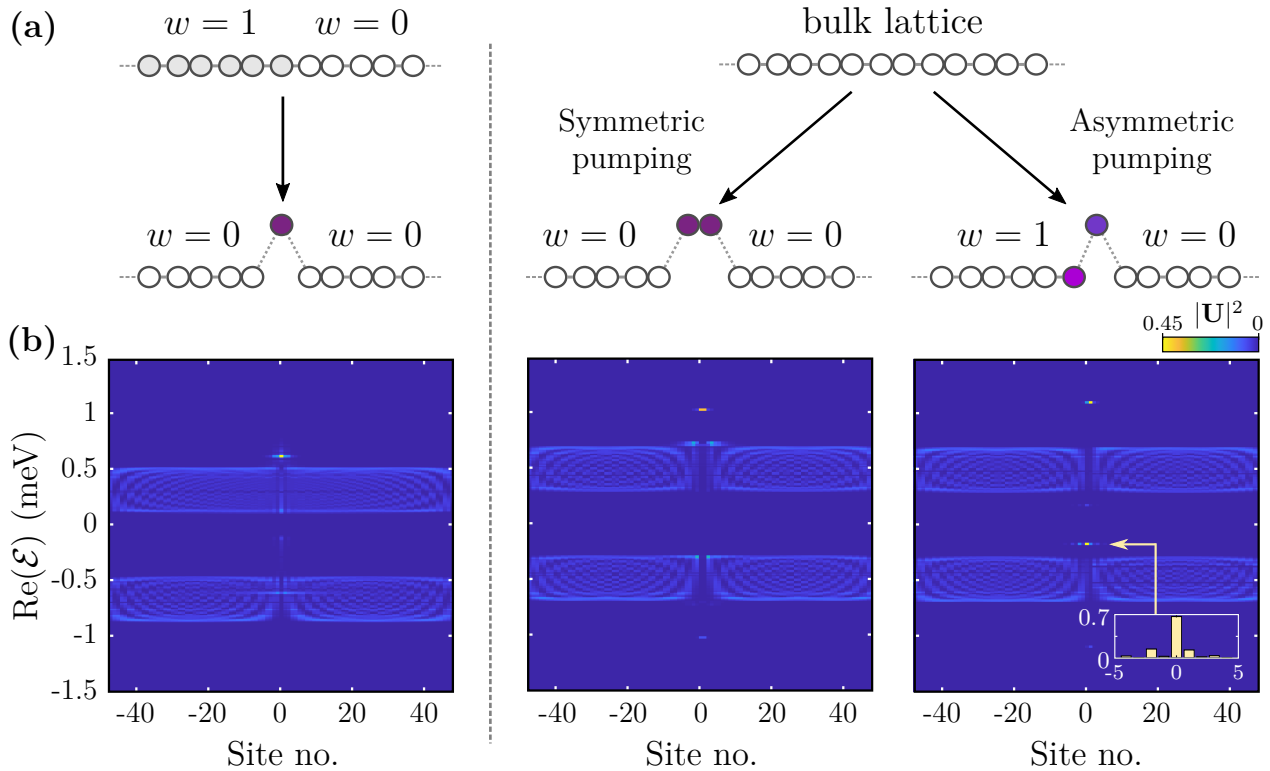 (a)
w = 1 w = 0
bulk lattice
Symmetric
pumping
Asymmetric
pumping
w = 0 w = 0
w = 0 w = 0
w = 1 w = 0
(b)
0.45 |U|² 0
Re(ℰ) (meV)
1.5
1
0.5
0
-0.5
-1
-1.5
0.7
0
-5 0 5
-40 -20 0 20 40
-40 -20 0 20 40
-40 -20 0 20 40
Site no.
Site no.
Site no.